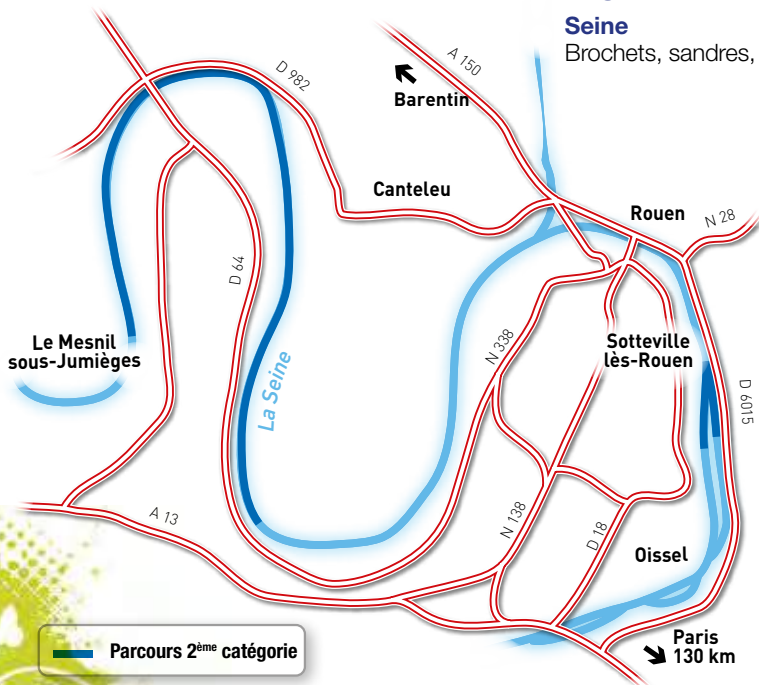 Seine
Brochets, sandres,
A 150
D 982
Barentin
Canteleu
Rouen
N 28
D 64
Le Mesnil
sous-Jumièges
La Seine
N 338
Sotteville
lès-Rouen
D 6015
A 13
N 138
D 18
Oissel
Parcours 2ème catégorie
Paris
130 km